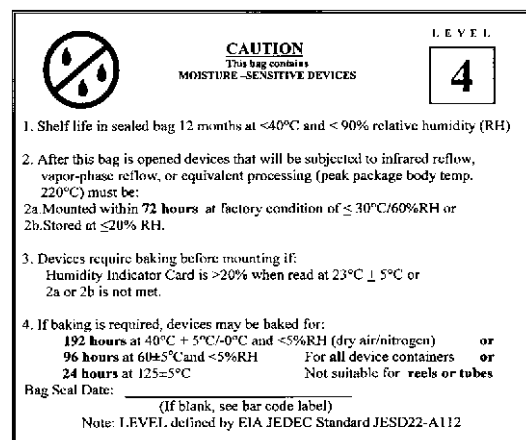 LEVEL
CAUTION
This bag contains
MOISTURE –SENSITIVE DEVICES
4
1. Shelf life in sealed bag 12 months at <40°C and < 90% relative humidity (RH)
2. After this bag is opened devices that will be subjected to infrared reflow,
vapor-phase reflow, or equivalent processing (peak package body temp.
220°C) must be:
2a.Mounted within 72 hours at factory condition of ≤ 30°C/60%RH or
2b.Stored at ≤20% RH.
3. Devices require baking before mounting if:
Humidity Indicator Card is >20% when read at 23°C ± 5°C or
2a or 2b is not met.
4. If baking is required, devices may be baked for:
192 hours at 40°C + 5°C/-0°C and <5%RH (dry air/nitrogen) or
96 hours at 60±5°C and <5%RH For all device containers or
24 hours at 125±5°C Not suitable for reels or tubes
Bag Seal Date:
(If blank, see bar code label)
Note: LEVEL defined by EIA JEDEC Standard JESD22-A112